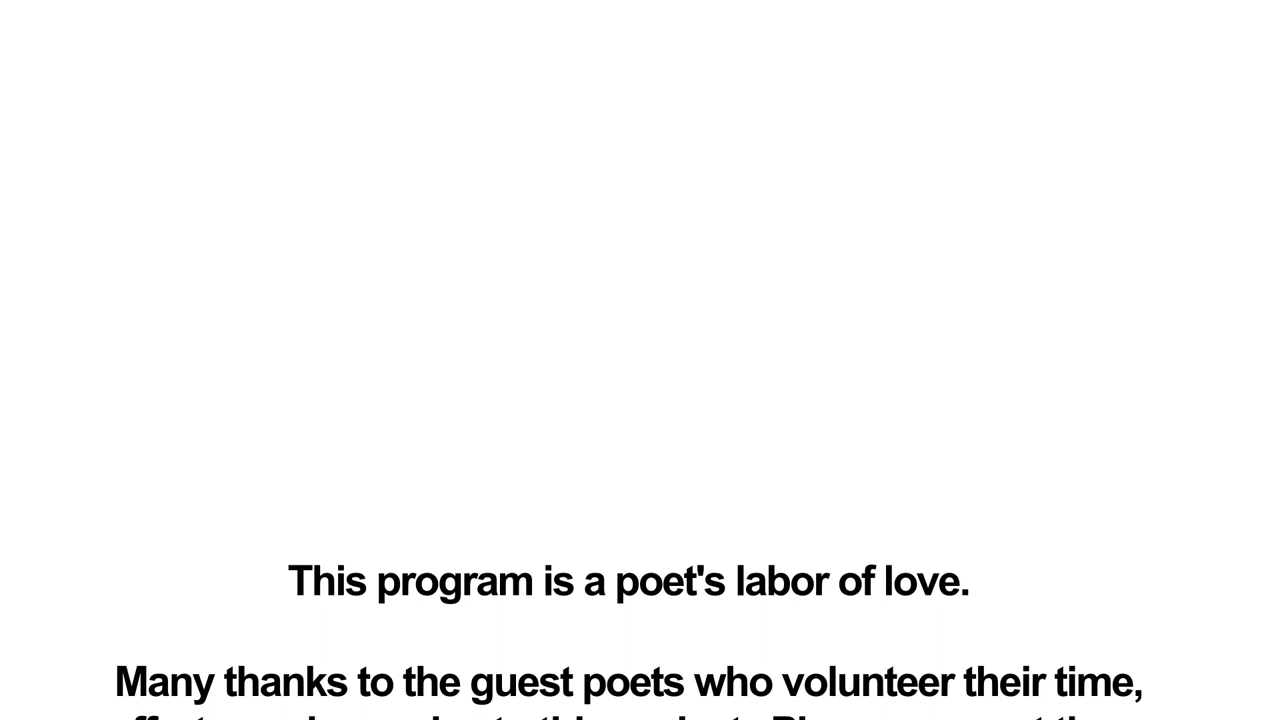 This program is a poet's labor of love.
Many thanks to the guest poets who volunteer their time,